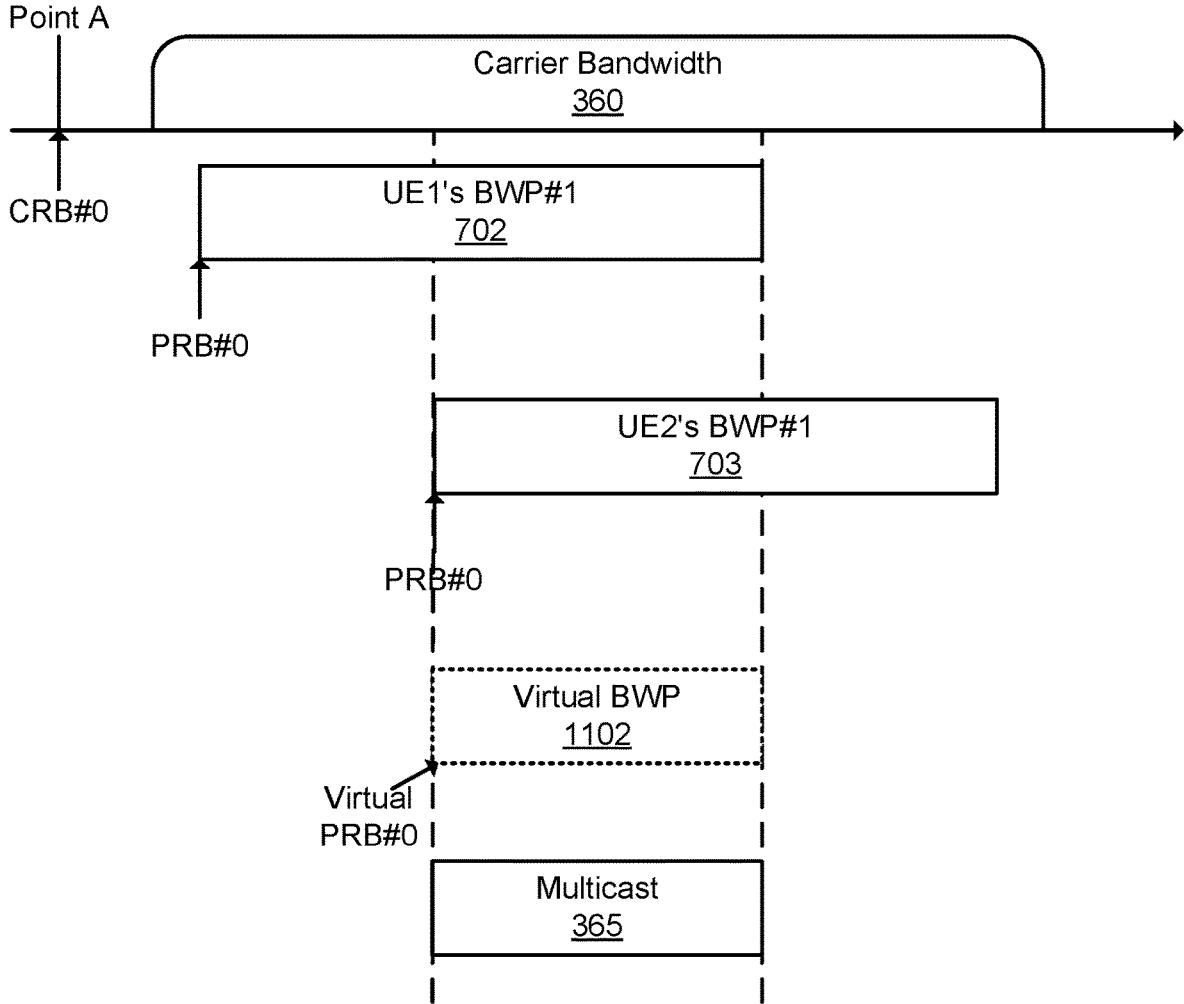 Point A
Carrier Bandwidth
360
CRB#0
UE1's BWP#1
702
PRB#0
UE2's BWP#1
703
PRB#0
Virtual BWP
1102
Virtual
PRB#0
Multicast
365